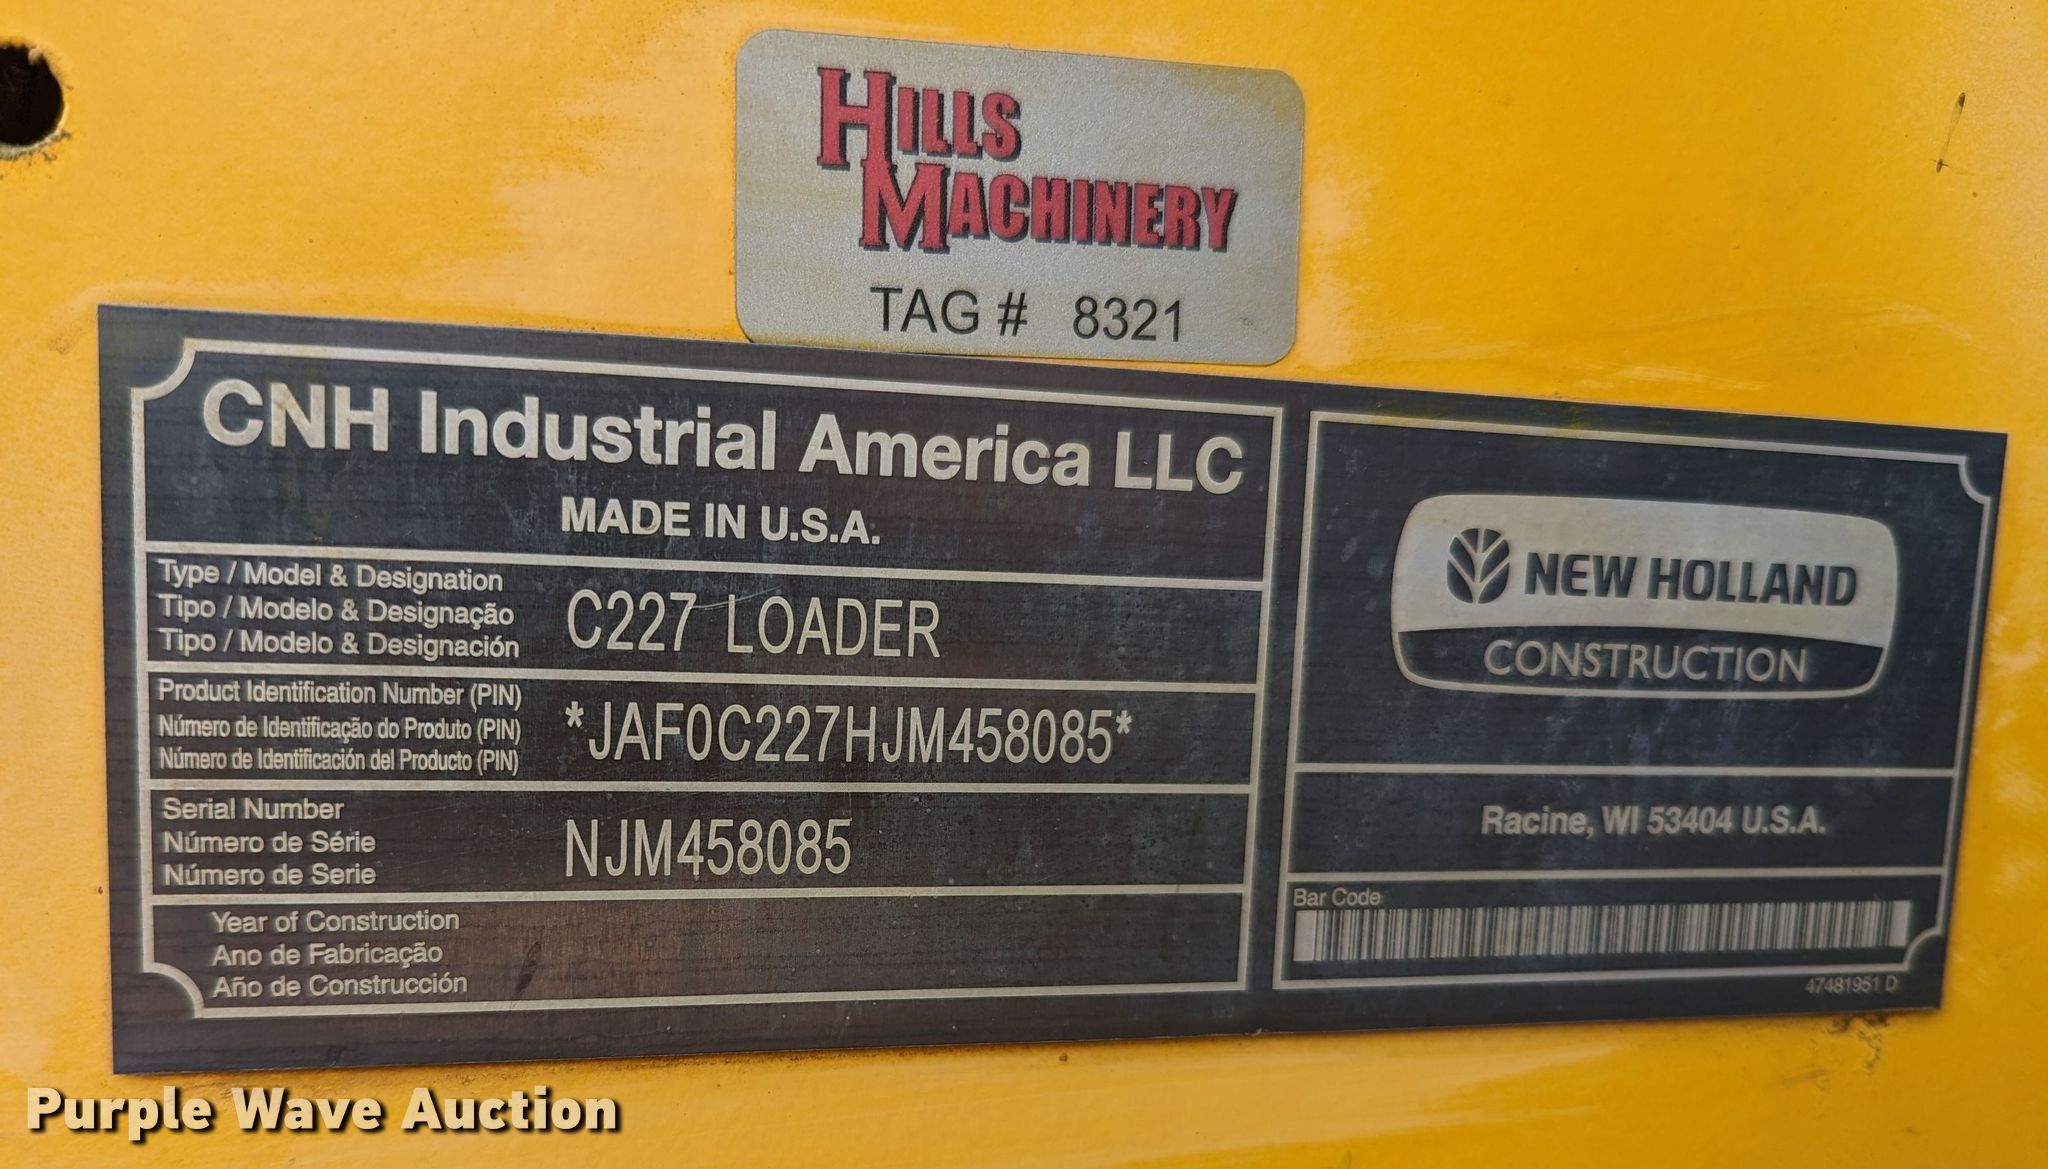 HILLS
MACHINERY
TAG # 8321
CNH Industrial America LLC
MADE IN U.S.A.
Type / Model & Designation
Tipo / Modelo & Designação
Tipo / Modelo & Designación
C227 LOADER
Product Identification Number (PIN)
Número de Identificação do Produto (PIN)
Número de Identificación del Producto (PIN)
*JAF0C227HJM458085*
Serial Number
Número de Série
Número de Serie
NJM458085
Year of Construction
Ano de Fabricação
Año de Construcción
NEW HOLLAND
CONSTRUCTION
Racine, WI 53404 U.S.A.
Bar Code
47481951 D
Purple Wave Auction